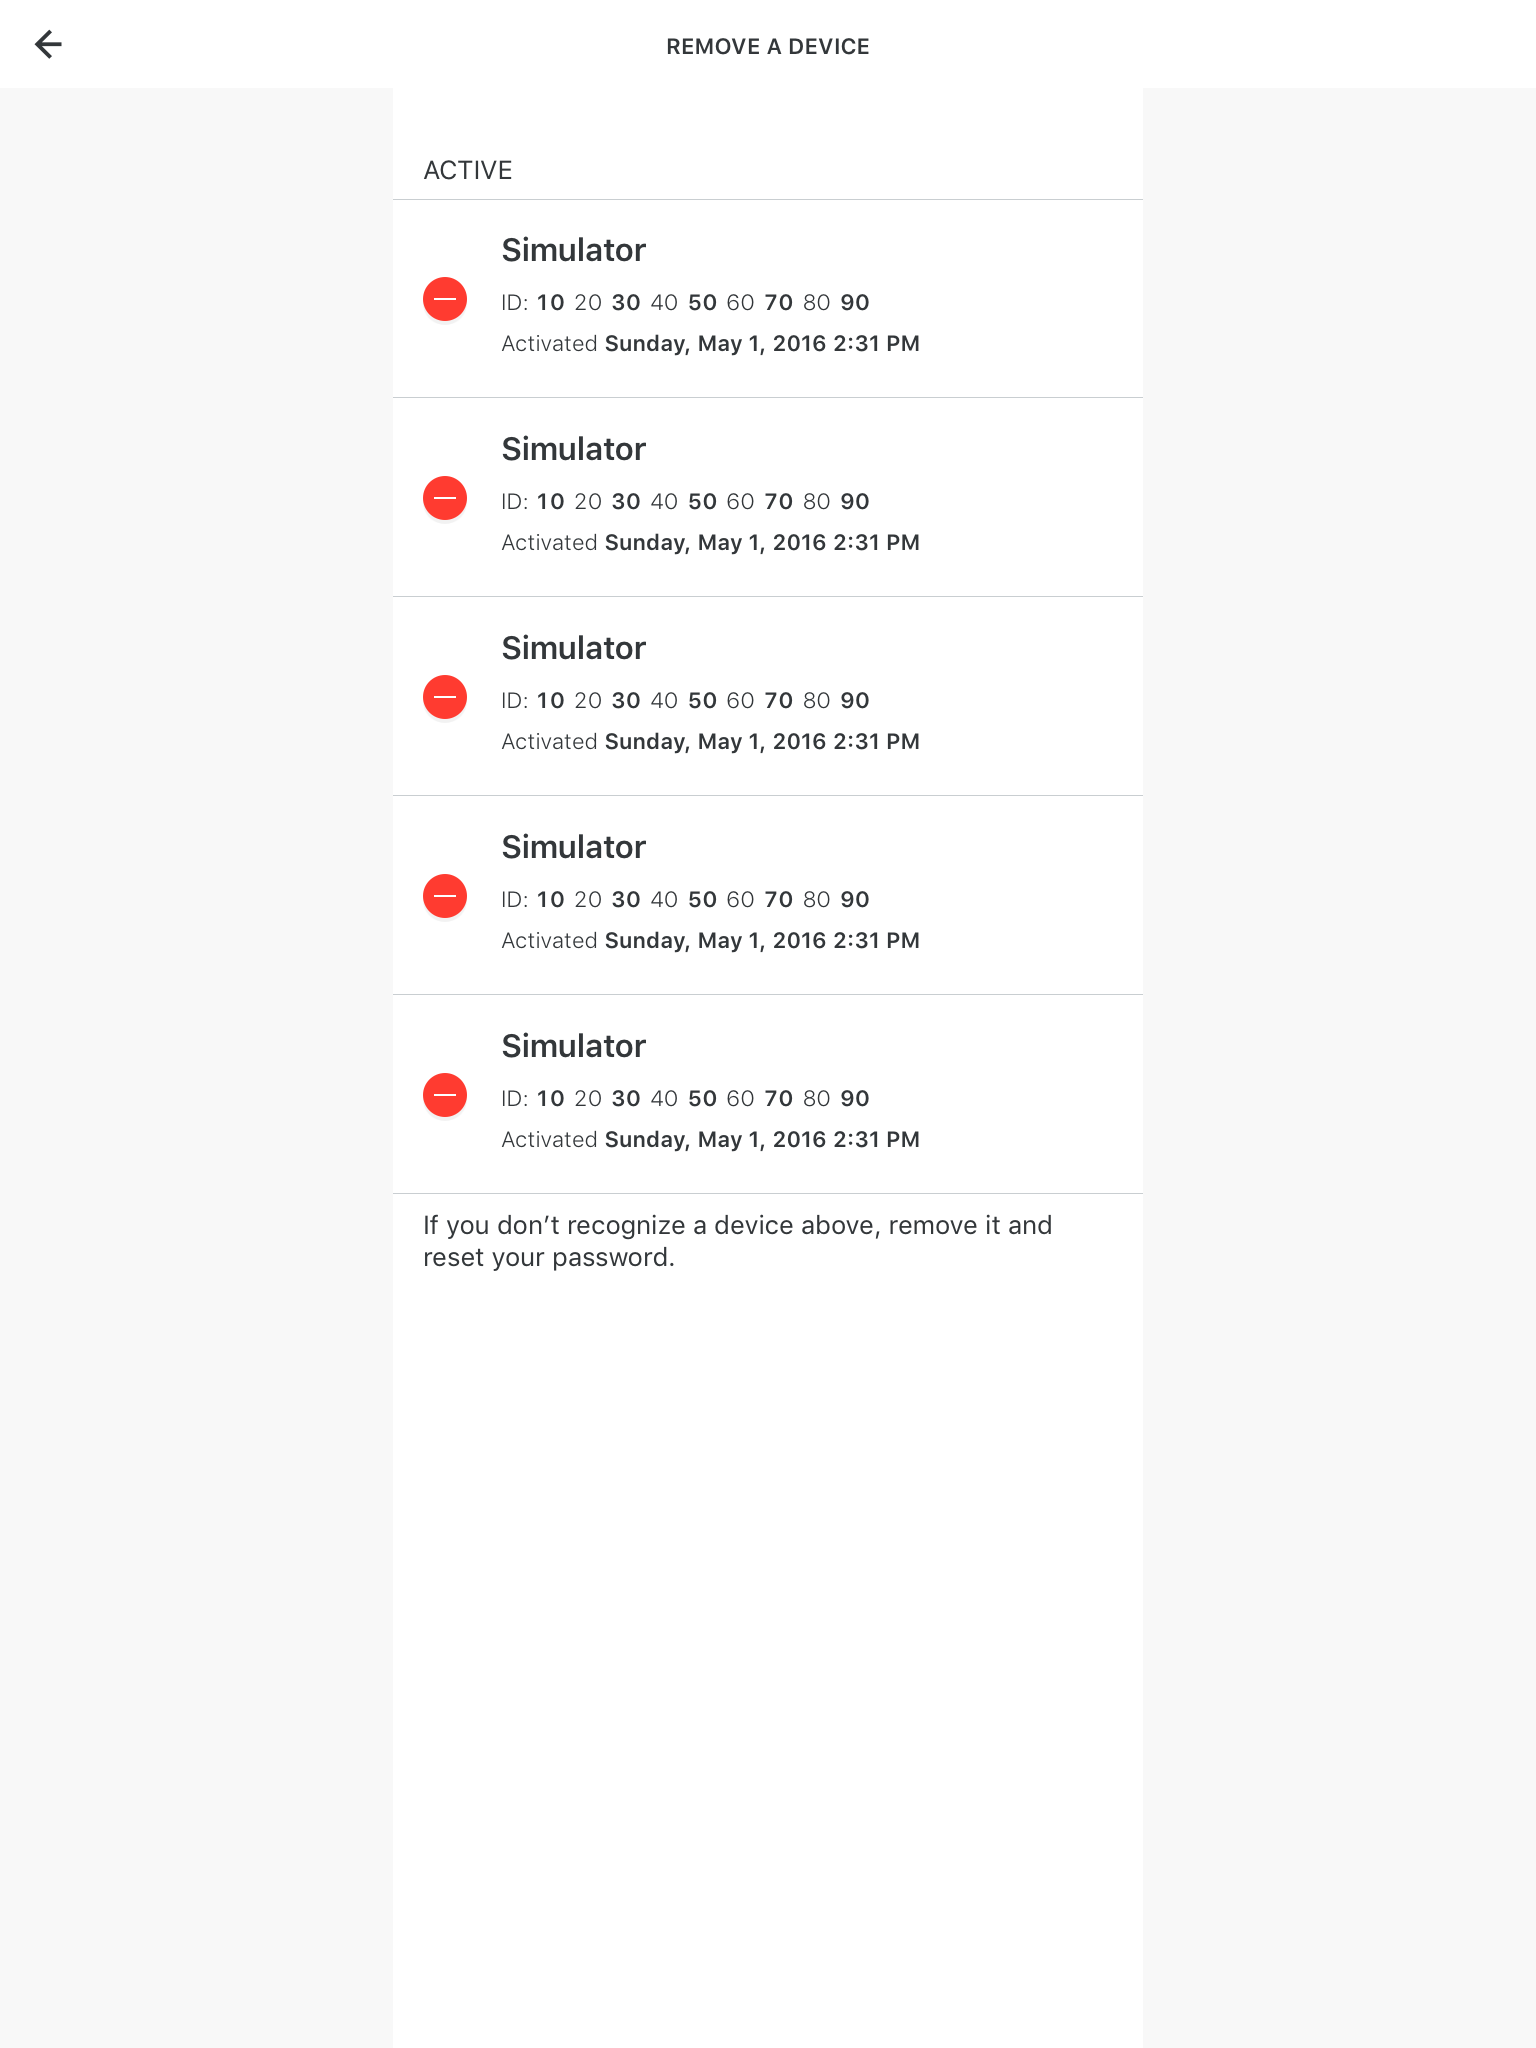 REMOVE A DEVICE
ACTIVE
Simulator
ID: 10 20 30 40 50 60 70 80 90
Activated Sunday, May 1, 2016 2:31 PM
Simulator
ID: 10 20 30 40 50 60 70 80 90
Activated Sunday, May 1, 2016 2:31 PM
Simulator
ID: 10 20 30 40 50 60 70 80 90
Activated Sunday, May 1, 2016 2:31 PM
Simulator
ID: 10 20 30 40 50 60 70 80 90
Activated Sunday, May 1, 2016 2:31 PM
Simulator
ID: 10 20 30 40 50 60 70 80 90
Activated Sunday, May 1, 2016 2:31 PM
If you don’t recognize a device above, remove it and
reset your password.